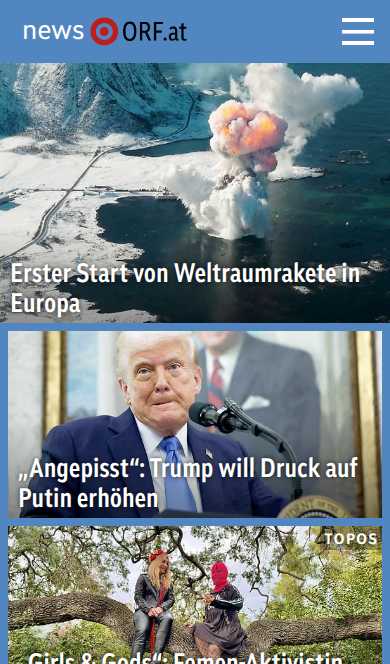 news ORF.at
Erster Start von Weltraumrakete in
Europa
„Angepisst“: Trump will Druck auf
Putin erhöhen
TOPOS
„Girls & Gods“: Femen-Aktivistin